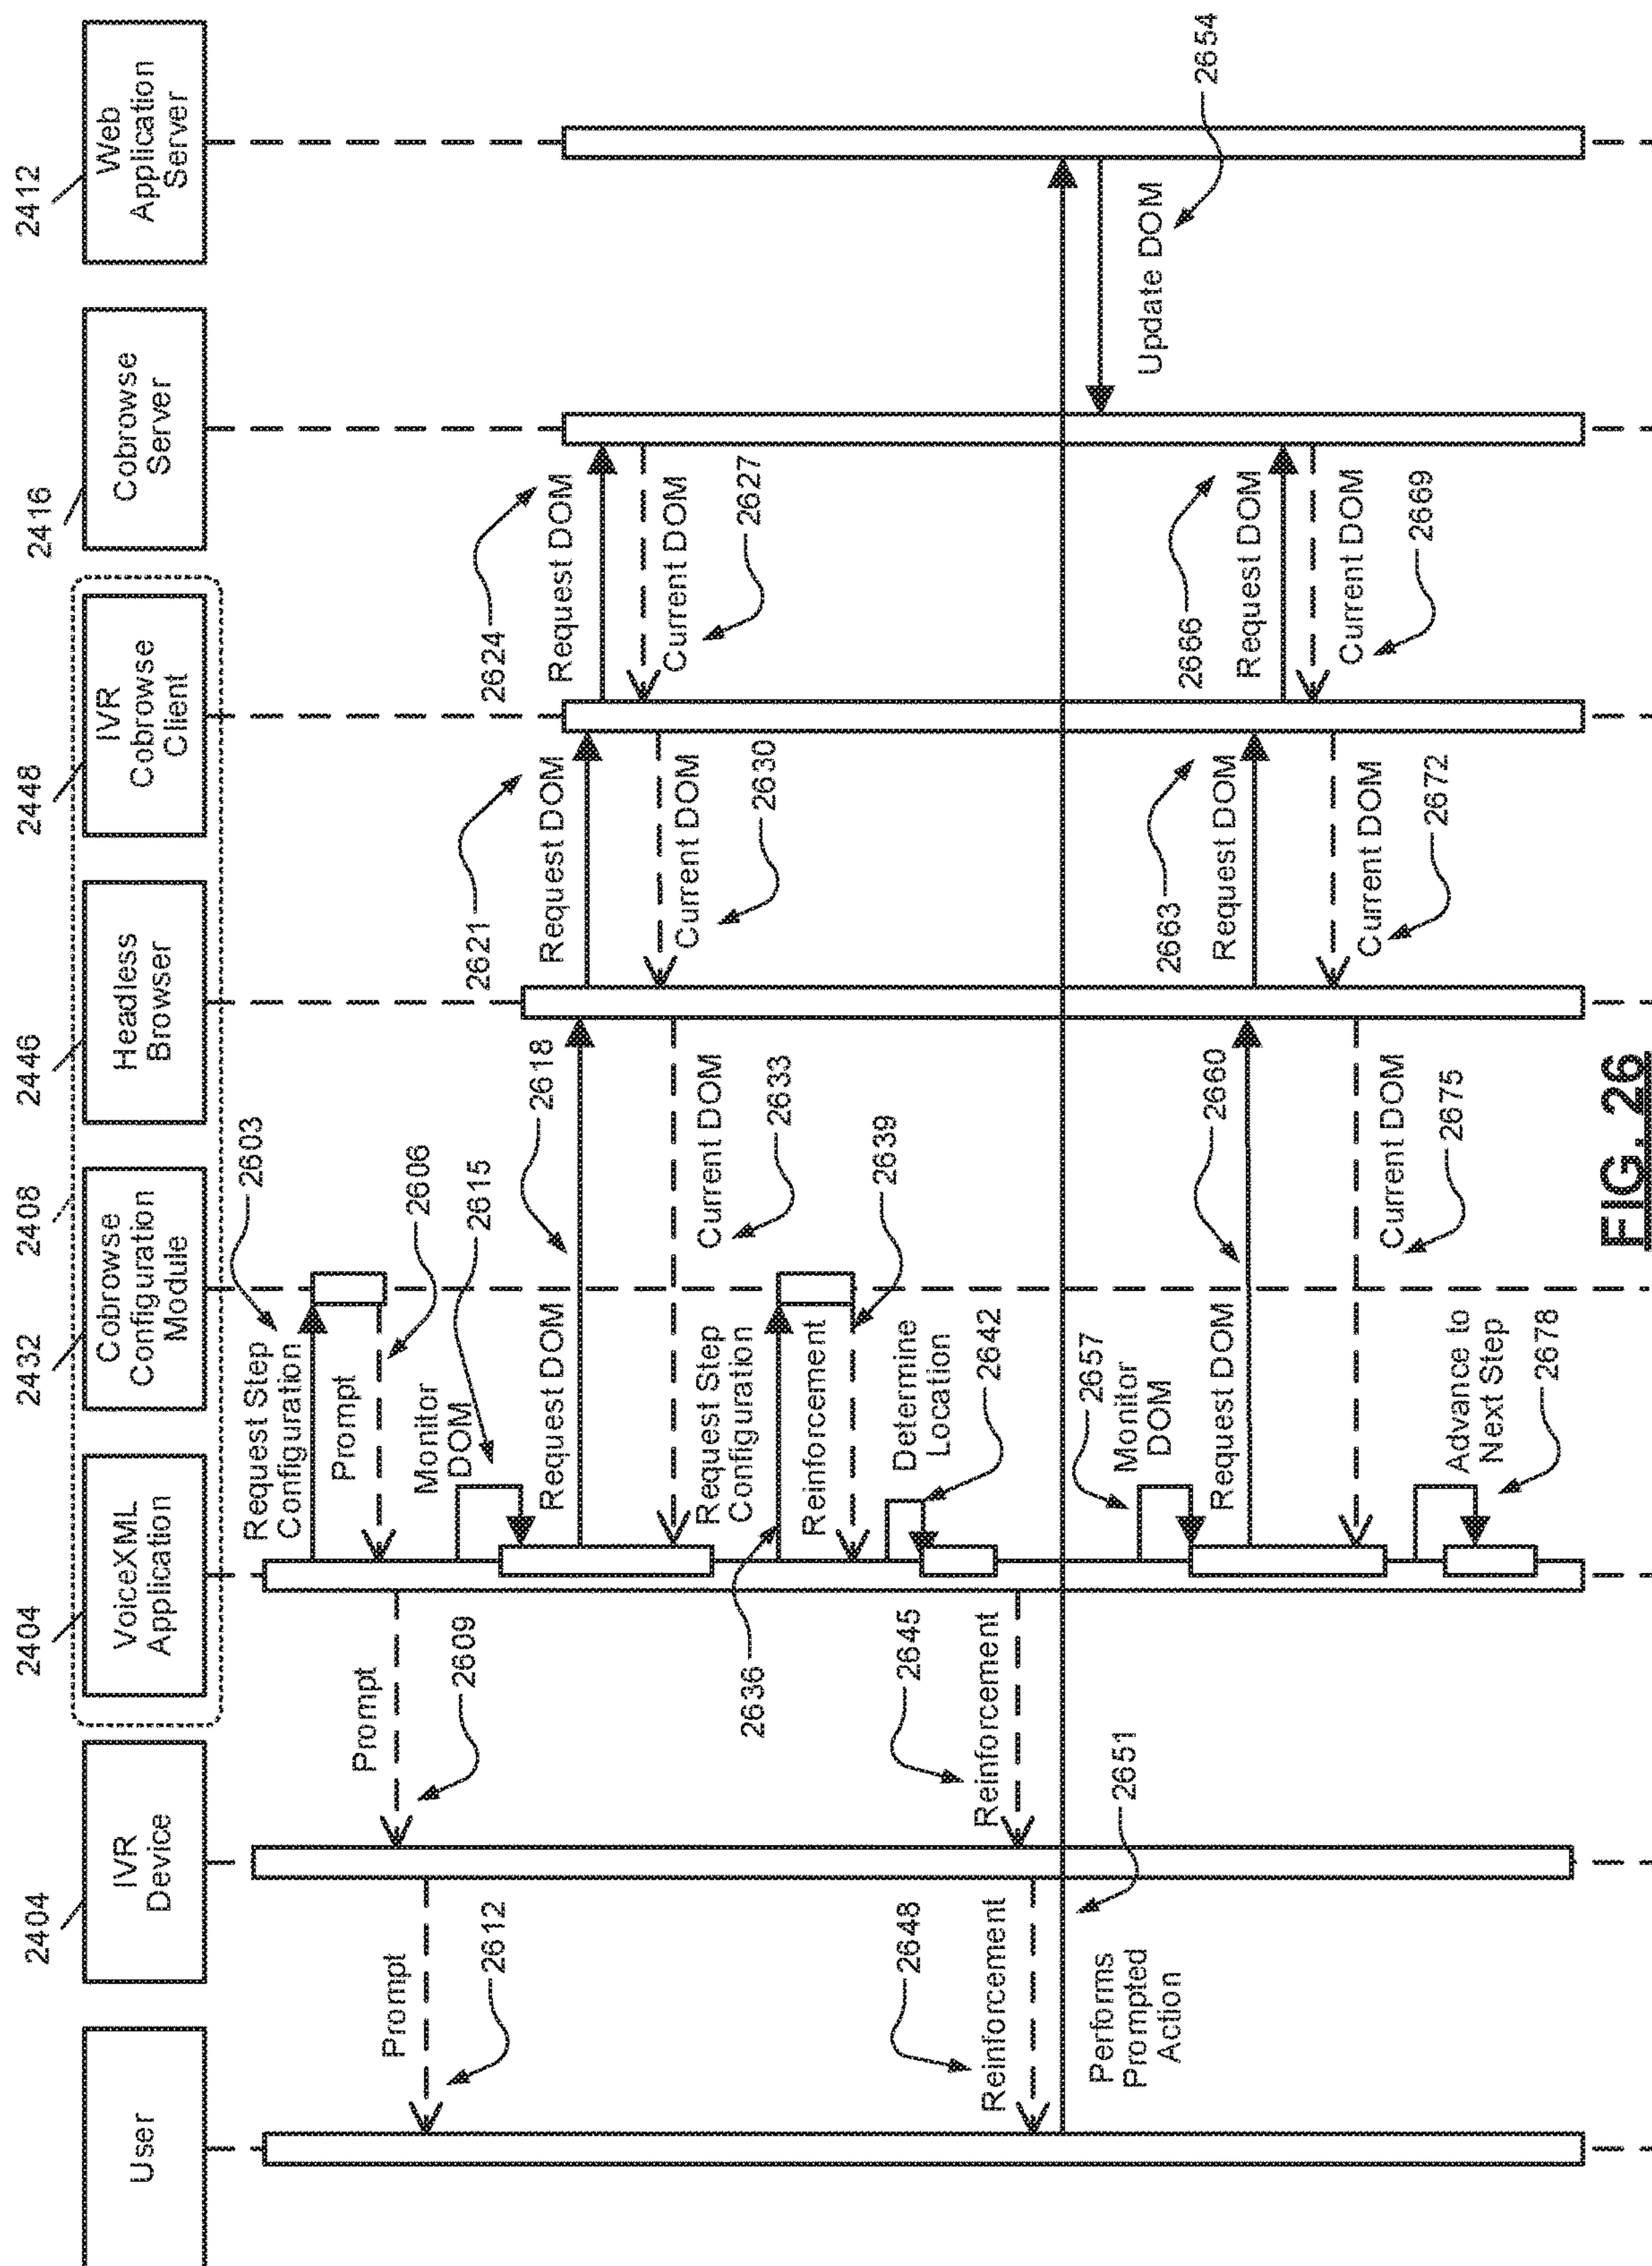 2404
2404
2432
2408
2446
2448
2416
2412
User
IVR
Device
VoiceXML
Application
Cobrowse
Configuration
Module
Headless
Browser
IVR
Cobrowse
Client
Cobrowse
Server
Web
Application
Server
Request Step
Configuration
2603
Prompt
2606
Prompt
2609
Prompt
2612
Monitor
DOM
2615
Request DOM
2618
Request DOM
2621
Request DOM
2624
Current DOM
2627
Current DOM
2630
Current DOM
2633
Request Step
Configuration
2636
Reinforcement
2639
Determine
Location
2642
Reinforcement
2645
Reinforcement
2648
Performs
Prompted
Action
2651
Update DOM
2654
Monitor
DOM
2657
Request DOM
2660
Request DOM
2663
Request DOM
2666
Current DOM
2669
Current DOM
2672
Current DOM
2675
Advance to
Next Step
2678
FIG. 26